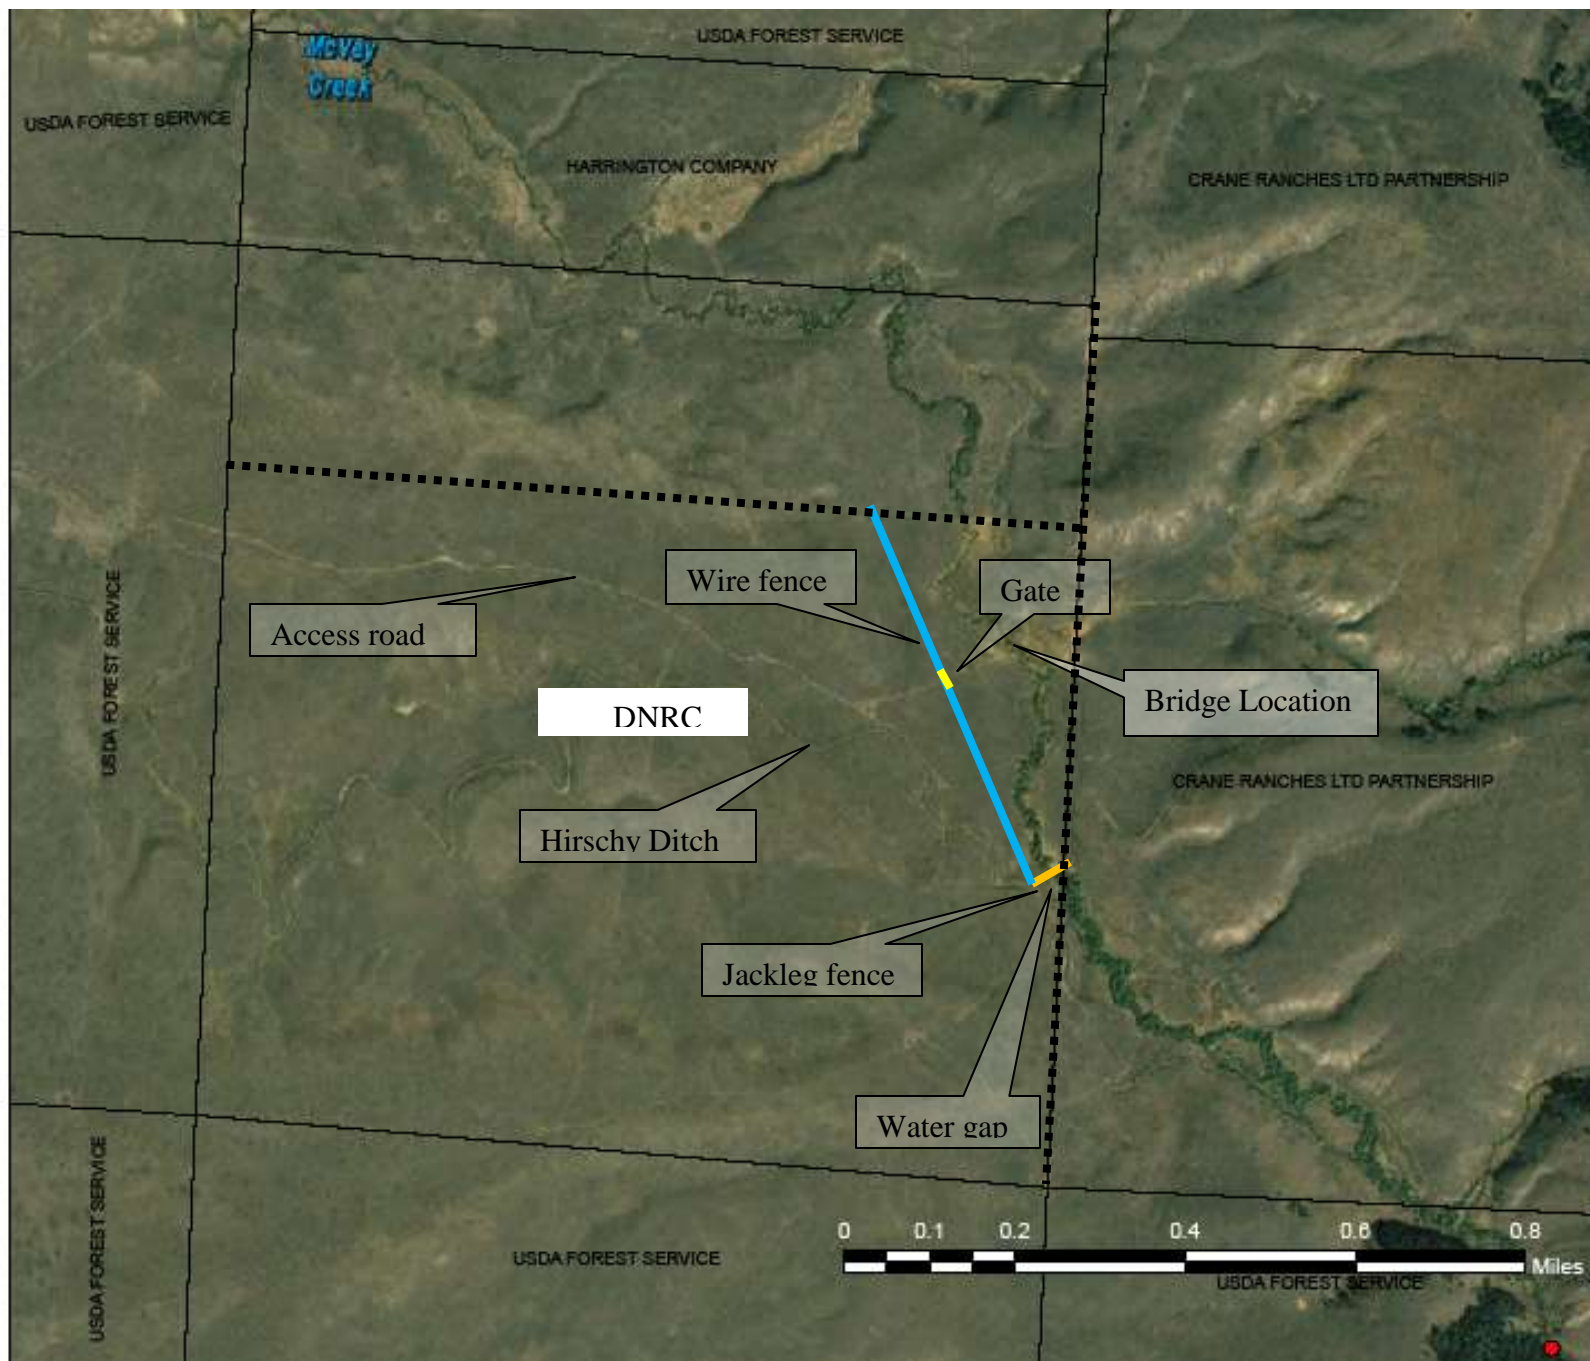 USDA FOREST SERVICE
McVay
Creek
USDA FOREST SERVICE
HARRINGTON COMPANY
CRANE RANCHES LTD PARTNERSHIP
Wire fence
Gate
Access road
USDA FOREST SERVICE
Bridge Location
DNRC
CRANE RANCHES LTD PARTNERSHIP
Hirschy Ditch
Jackleg fence
Water gap
USDA FOREST SERVICE
0 0.1 0.2 0.4 0.6 0.8
USDA FOREST SERVICE
Miles
USDA FOREST SERVICE